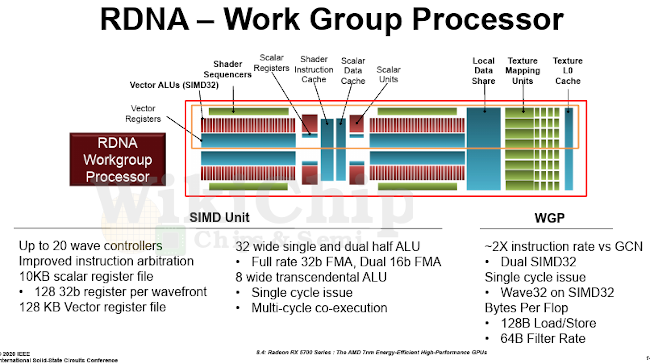 RDNA – Work Group Processor
Shader Sequencers
Scalar Registers
Shader Instruction Cache
Scalar Data Cache
Scalar Units
Local Data Share
Texture Mapping Units
Texture L0 Cache
Vector ALUs (SIMD32)
Vector Registers
RDNA Workgroup Processor
WikiChip
Chips & Semi
SIMD Unit
WGP
Up to 20 wave controllers
Improved instruction arbitration
10KB scalar register file
• 128 32b register per wavefront
128 KB Vector register file
32 wide single and dual half ALU
• Full rate 32b FMA, Dual 16b FMA
8 wide transcendental ALU
• Single cycle issue
• Multi-cycle co-execution
~2X instruction rate vs GCN
• Dual SIMD32
Single cycle issue
• Wave32 on SIMD32
Bytes Per Flop
• 128B Load/Store
• 64B Filter Rate
© 2020 IEEE
International Solid-State Circuits Conference
8.4: Radeon RX 5700 Series : The AMD 7nm Energy-Efficient High-Performance GPUs